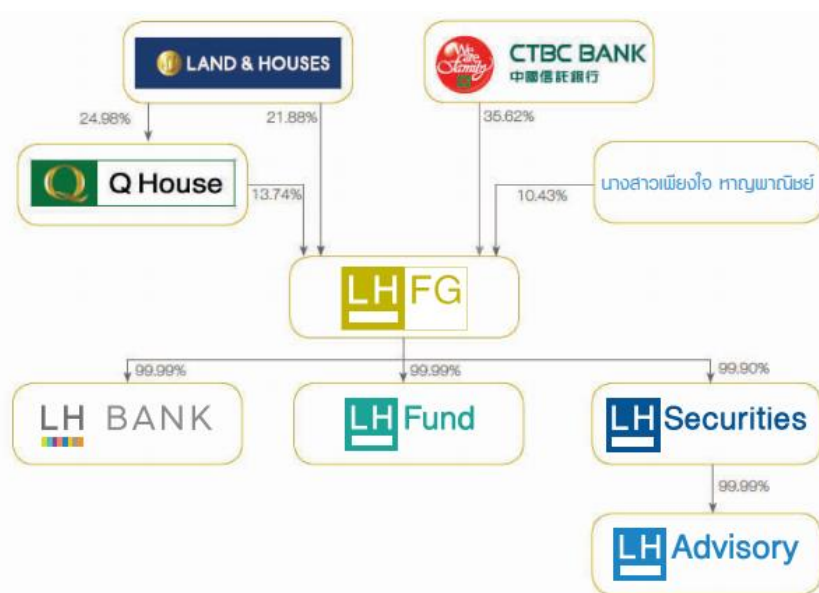 LAND & HOUSES
We are family
CTBC BANK
中國信託銀行
24.98%
21.88%
35.62%
Q House
13.74%
10.43%
นางสาวเพียงใจ หาญพาณิชย์
LH FG
99.99%
99.99%
99.90%
LH BANK
LH Fund
LH Securities
99.99%
LH Advisory